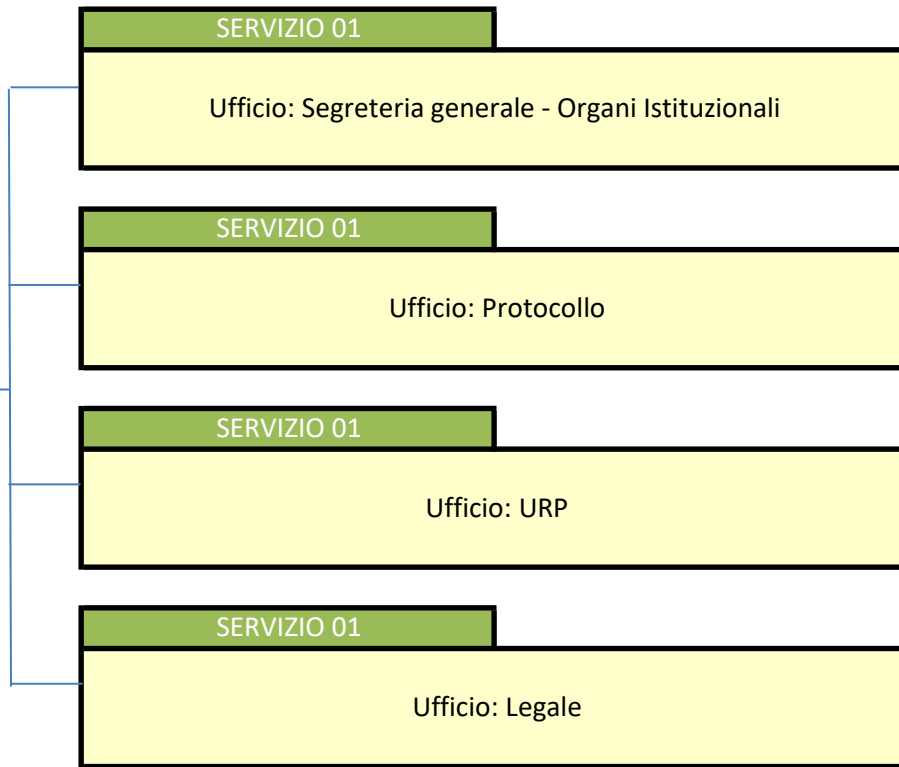 SERVIZIO 01
Ufficio: Segreteria generale - Organi Istituzionali
SERVIZIO 01
Ufficio: Protocollo
SERVIZIO 01
Ufficio: URP
SERVIZIO 01
Ufficio: Legale